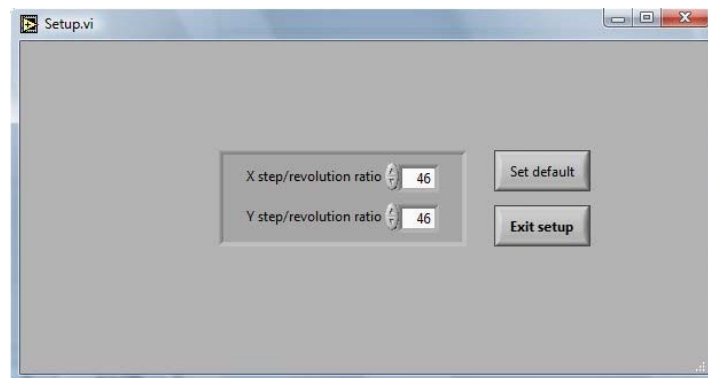 Setup.vi
X step/revolution ratio 46
Set default
Y step/revolution ratio 46
Exit setup